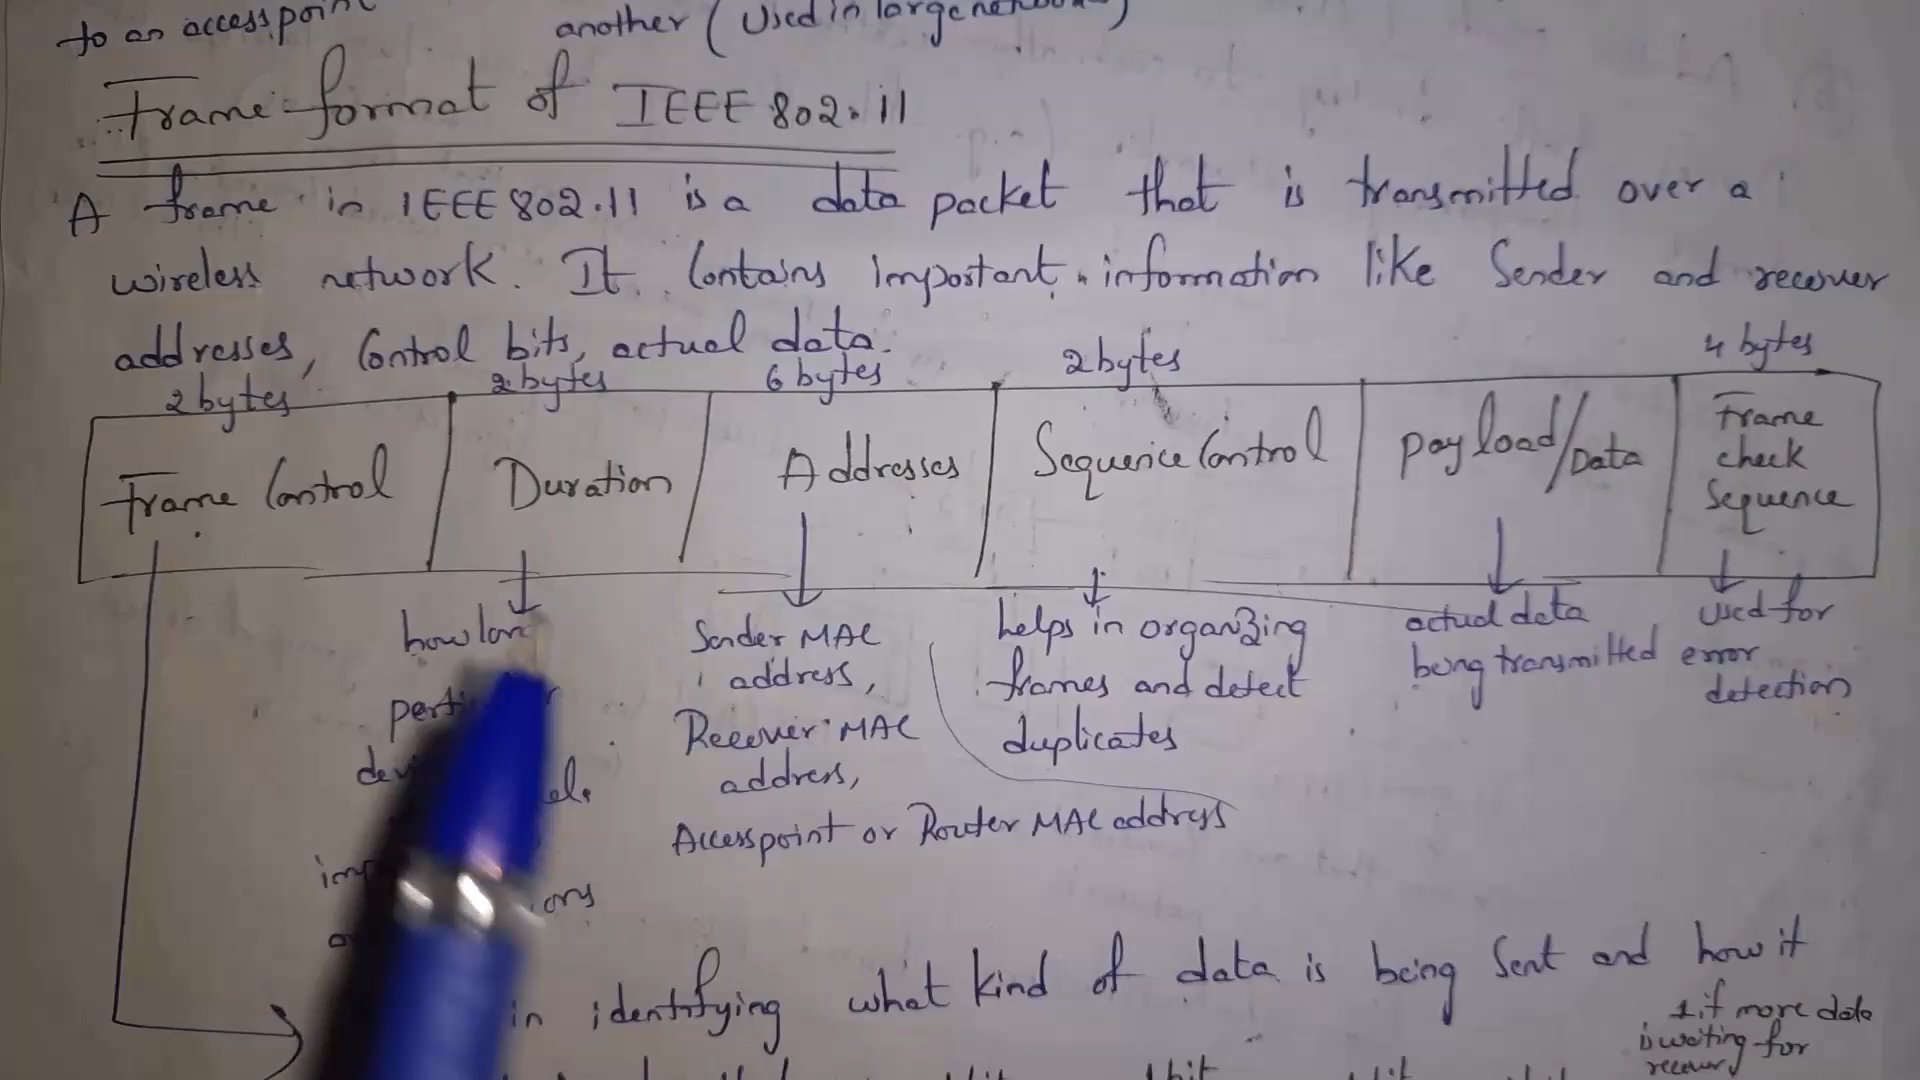 to an access point
another (Used in large
Frame format of IEEE 802.11
A frame in IEEE 802.11 is a data packet that is transmitted over a
wireless network. It contains important information like Sender and receiver
addresses, Control bits, actual data.
2 bytes 2 bytes 6 bytes 2 bytes 4 bytes
Frame Control
Duration
Addresses
Sequence Control
Payload/Data
Frame
check
Sequence
how
Sender MAC
address,
Receiver MAC
address,
Accesspoint or Router MAC address
helps in organizing
frames and detect
duplicates
actual data
being transmitted
Used for
error
detection
in identifying what kind of data is being Sent and how it
1 if more data
is waiting for